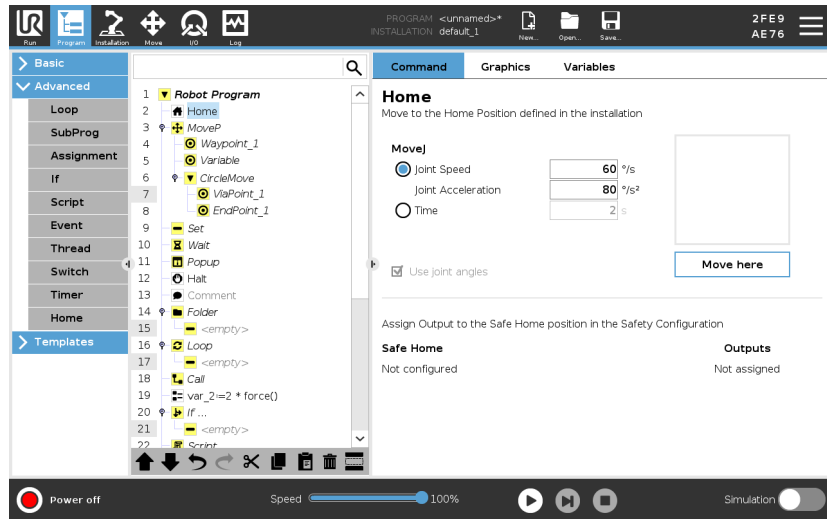 PROGRAM <unnamed>*
INSTALLATION default_1
2FE9
AE76
Run
Program
Installation
Move
I/O
Log
New...
Open...
Save...
Basic
Advanced
Loop
SubProg
Assignment
If
Script
Event
Thread
Switch
Timer
Home
Templates
1 Robot Program
2 Home
3 MoveP
4 Waypoint_1
5 Variable
6 CircleMove
7 ViaPoint_1
8 EndPoint_1
9 Set
10 Wait
11 Popup
12 Halt
13 Comment
14 Folder
15 <empty>
16 Loop
17 <empty>
18 Call
19 var_2≔2 * force()
20 If ...
21 <empty>
22 Script
Command Graphics Variables
Home
Move to the Home Position defined in the installation
MoveJ
Joint Speed 60 °/s
Joint Acceleration 80 °/s²
Time 2 s
Use joint angles
Move here
Assign Output to the Safe Home position in the Safety Configuration
Safe Home Outputs
Not configured Not assigned
Power off
Speed 100%
Simulation